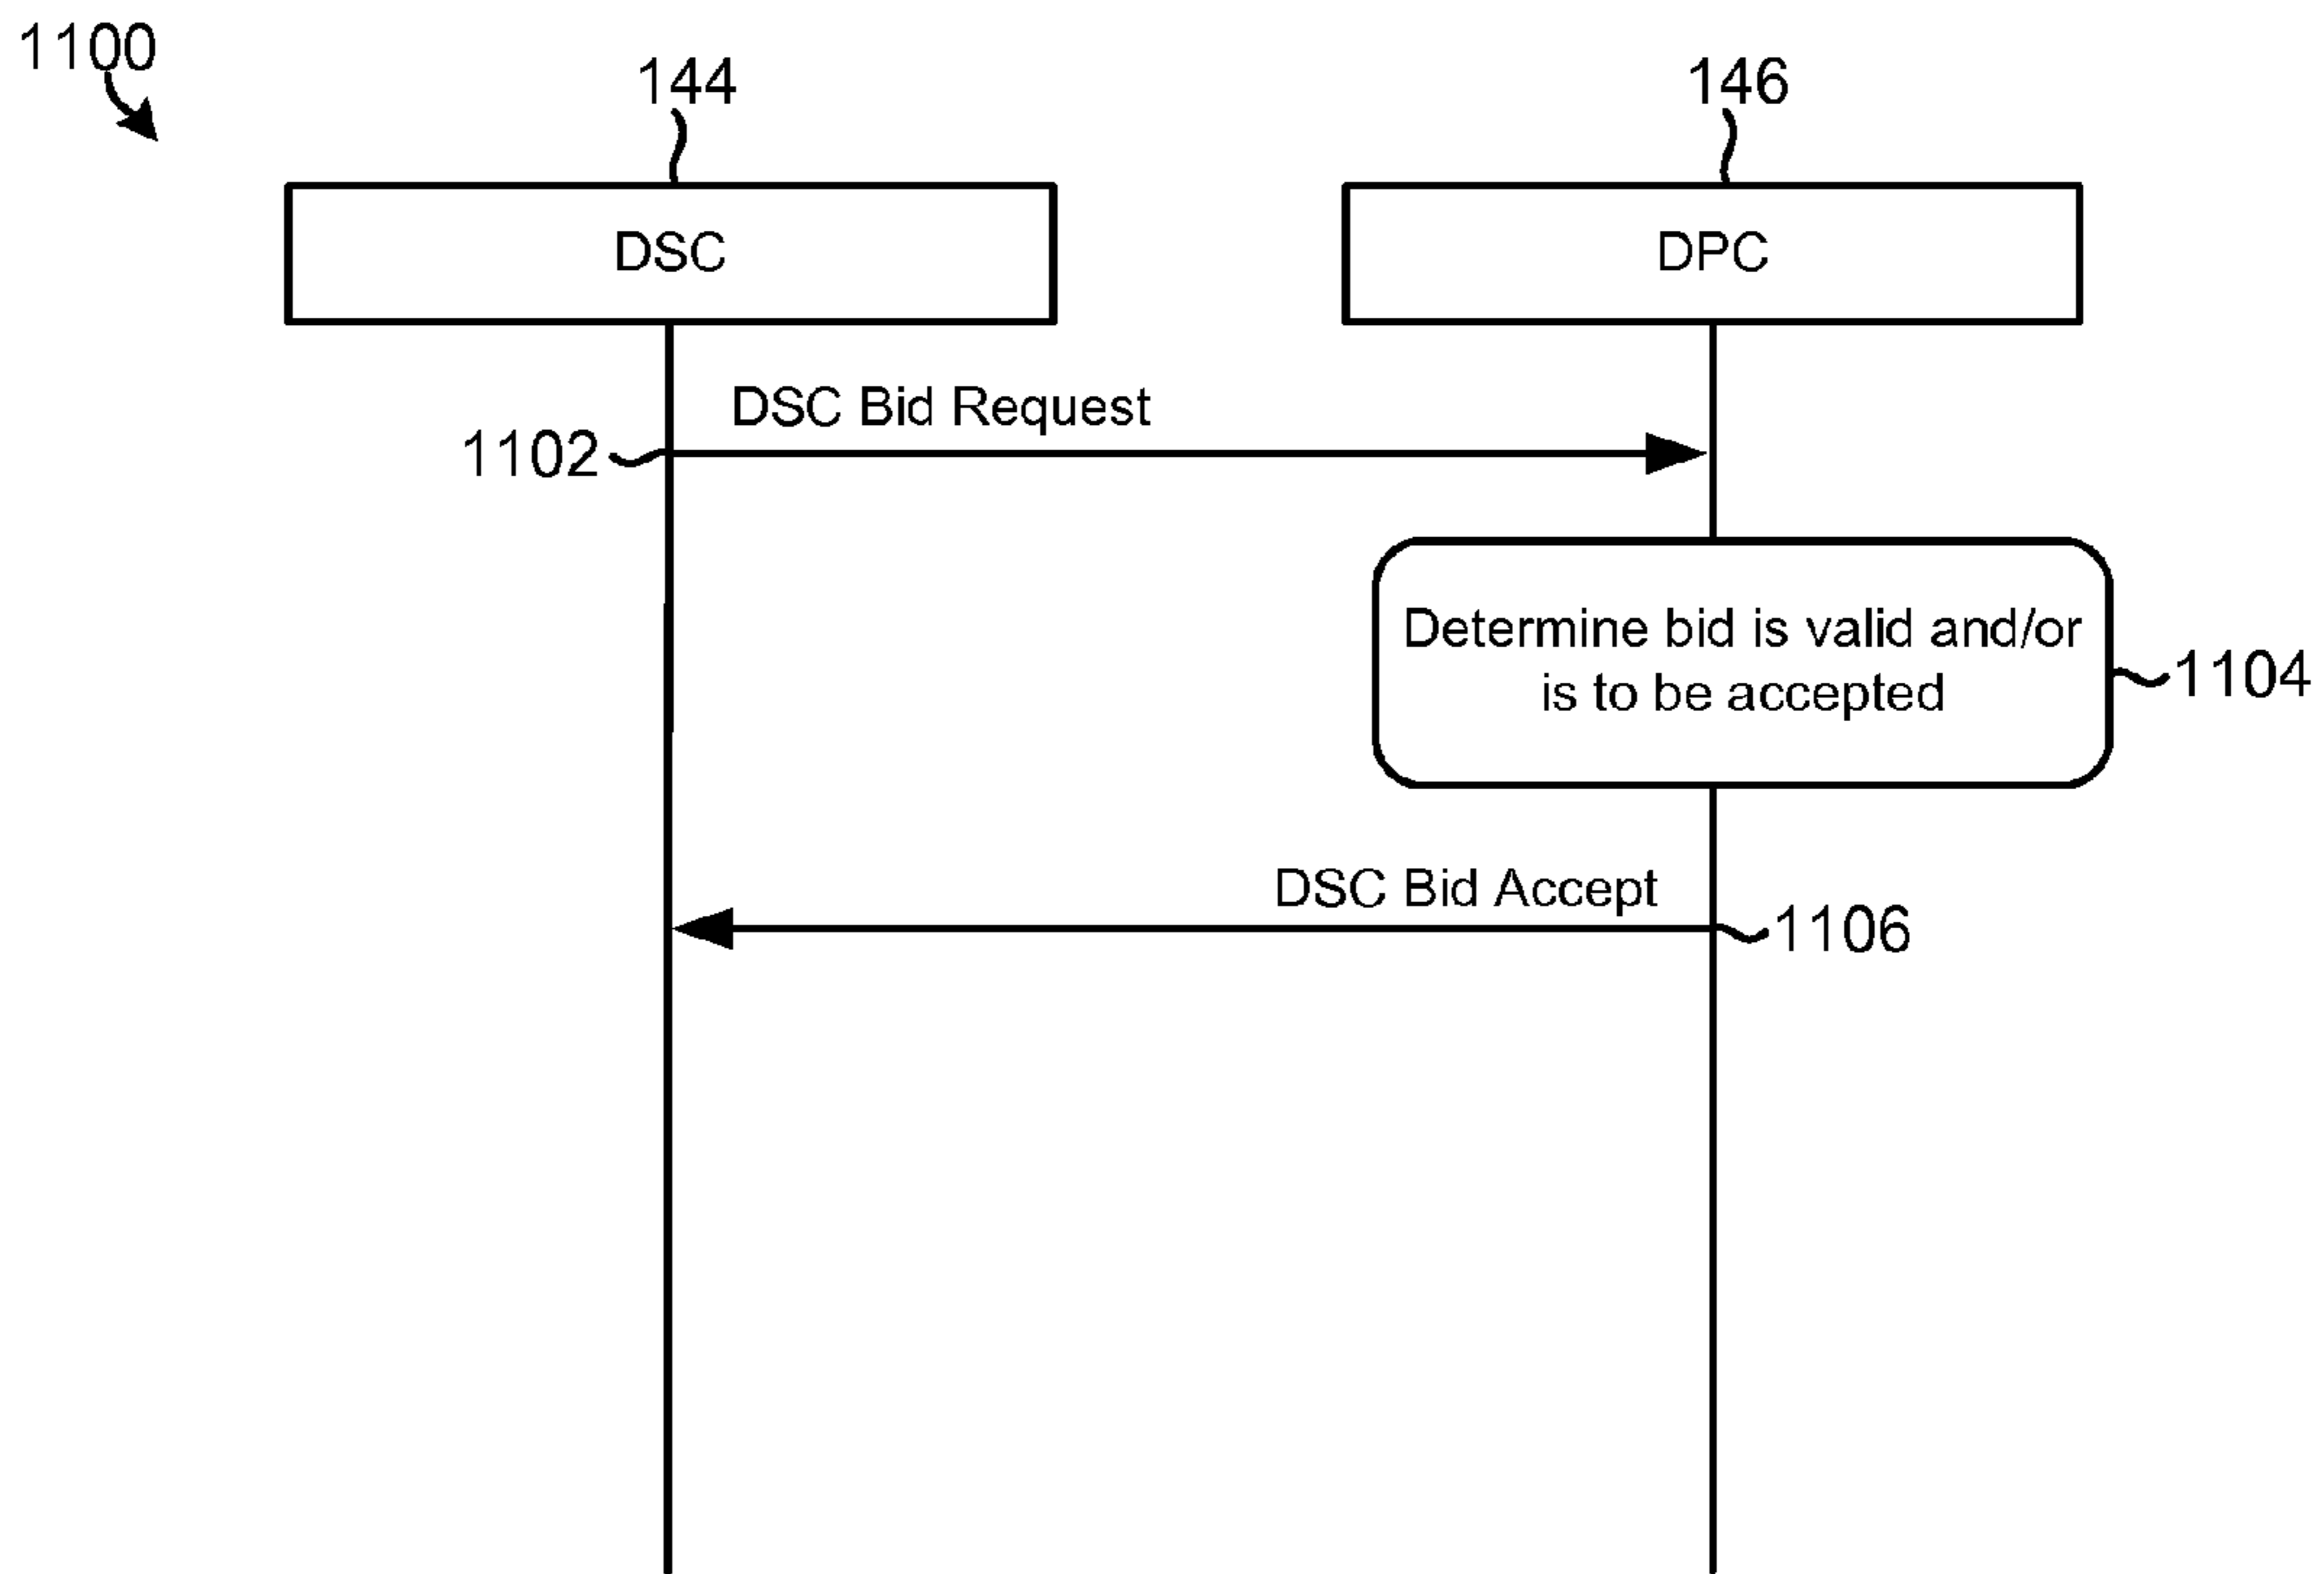 1100
144
146
DSC
DPC
DSC Bid Request
1102
Determine bid is valid and/or
is to be accepted
1104
DSC Bid Accept
1106